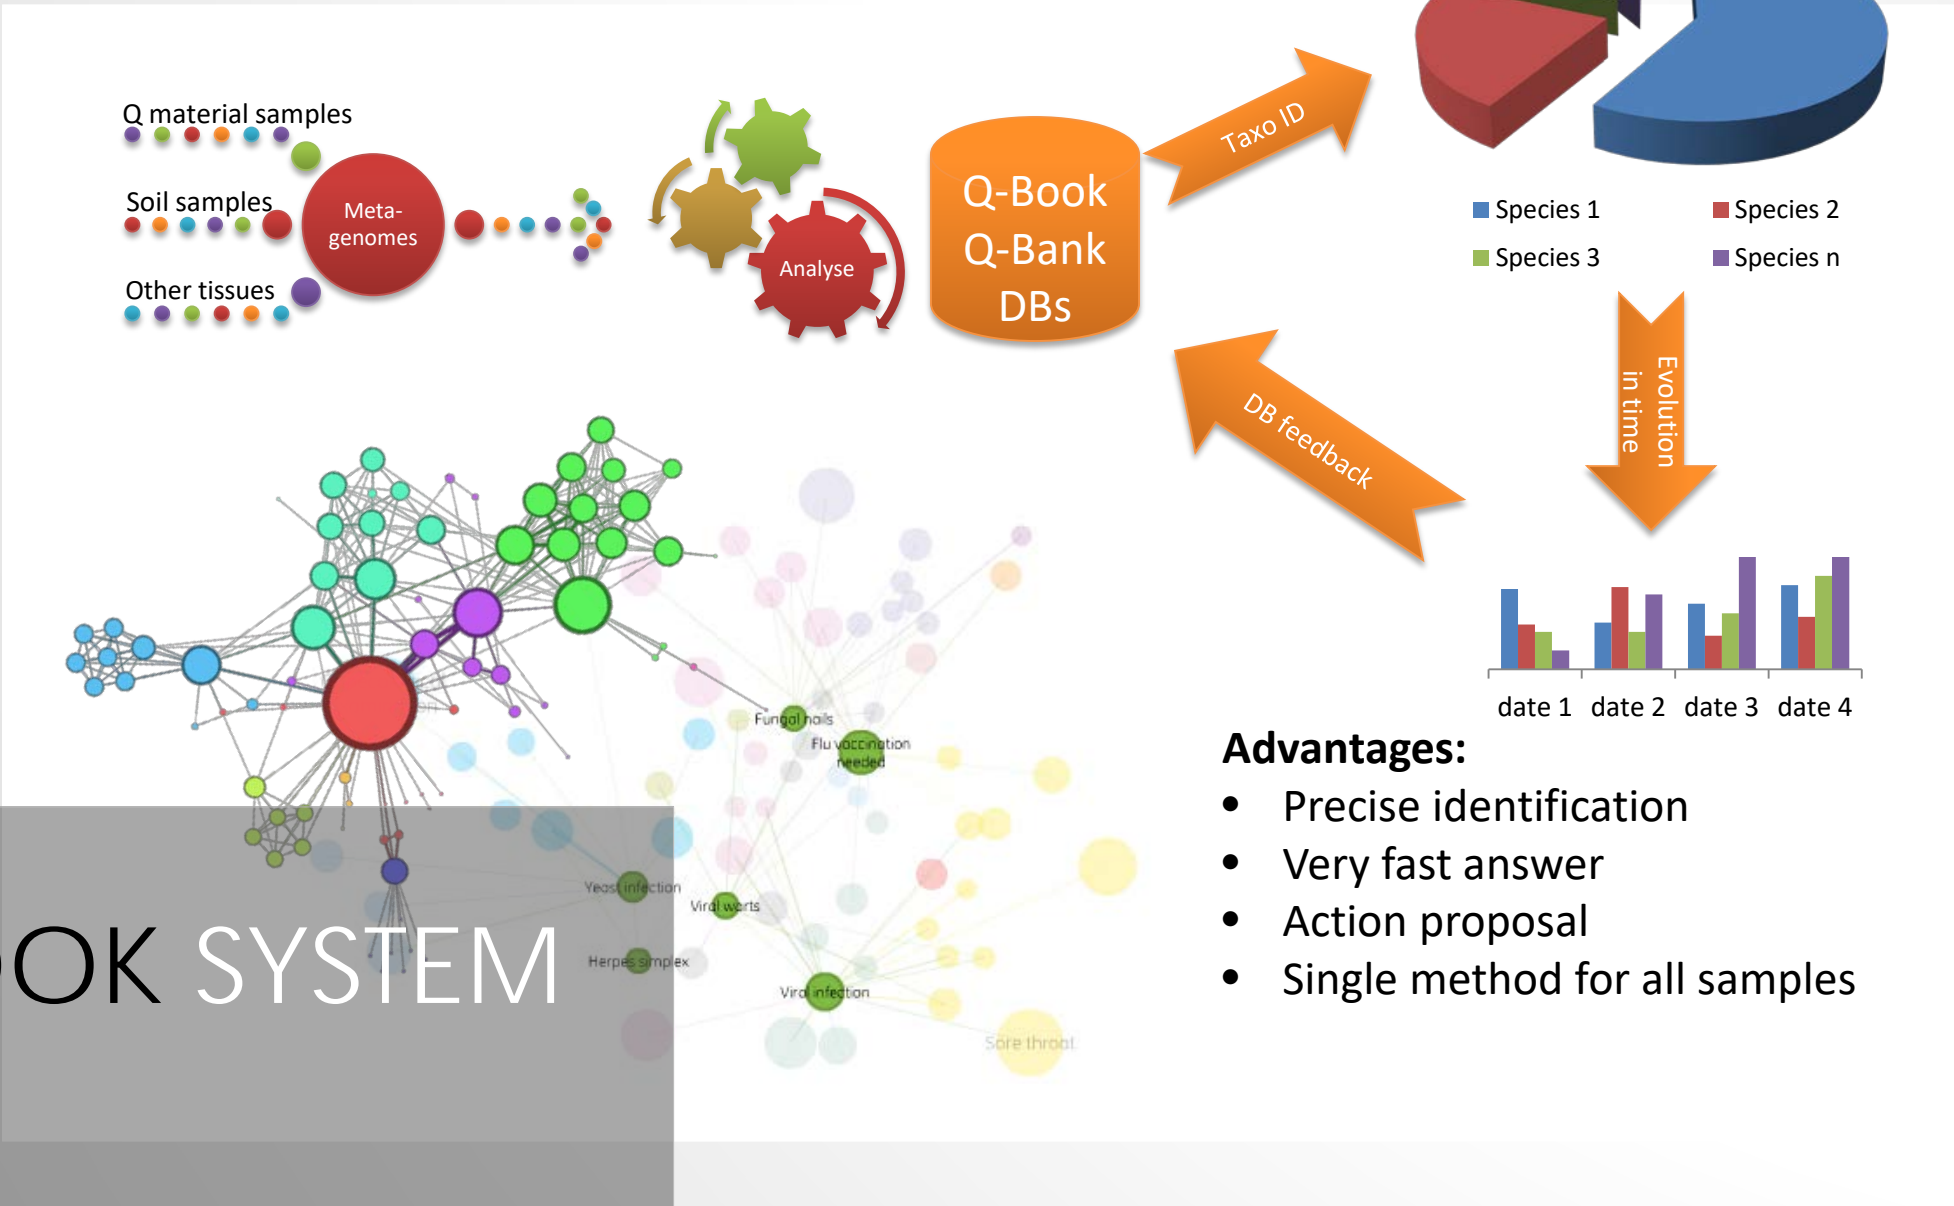 Q material samples
Soil samples
Other tissues
Meta-
genomes
Analyse
Q-Book
Q-Bank
DBs
Taxo ID
Species 1
Species 2
Species 3
Species n
Evolution
in time
DB feedback
date 1 date 2 date 3 date 4
Fungal nails
Flu vaccination
needed
Yeast infection
Viral warts
Herpes simplex
Viral infection
Sore throat
OK SYSTEM
Advantages:
• Precise identification
• Very fast answer
• Action proposal
• Single method for all samples